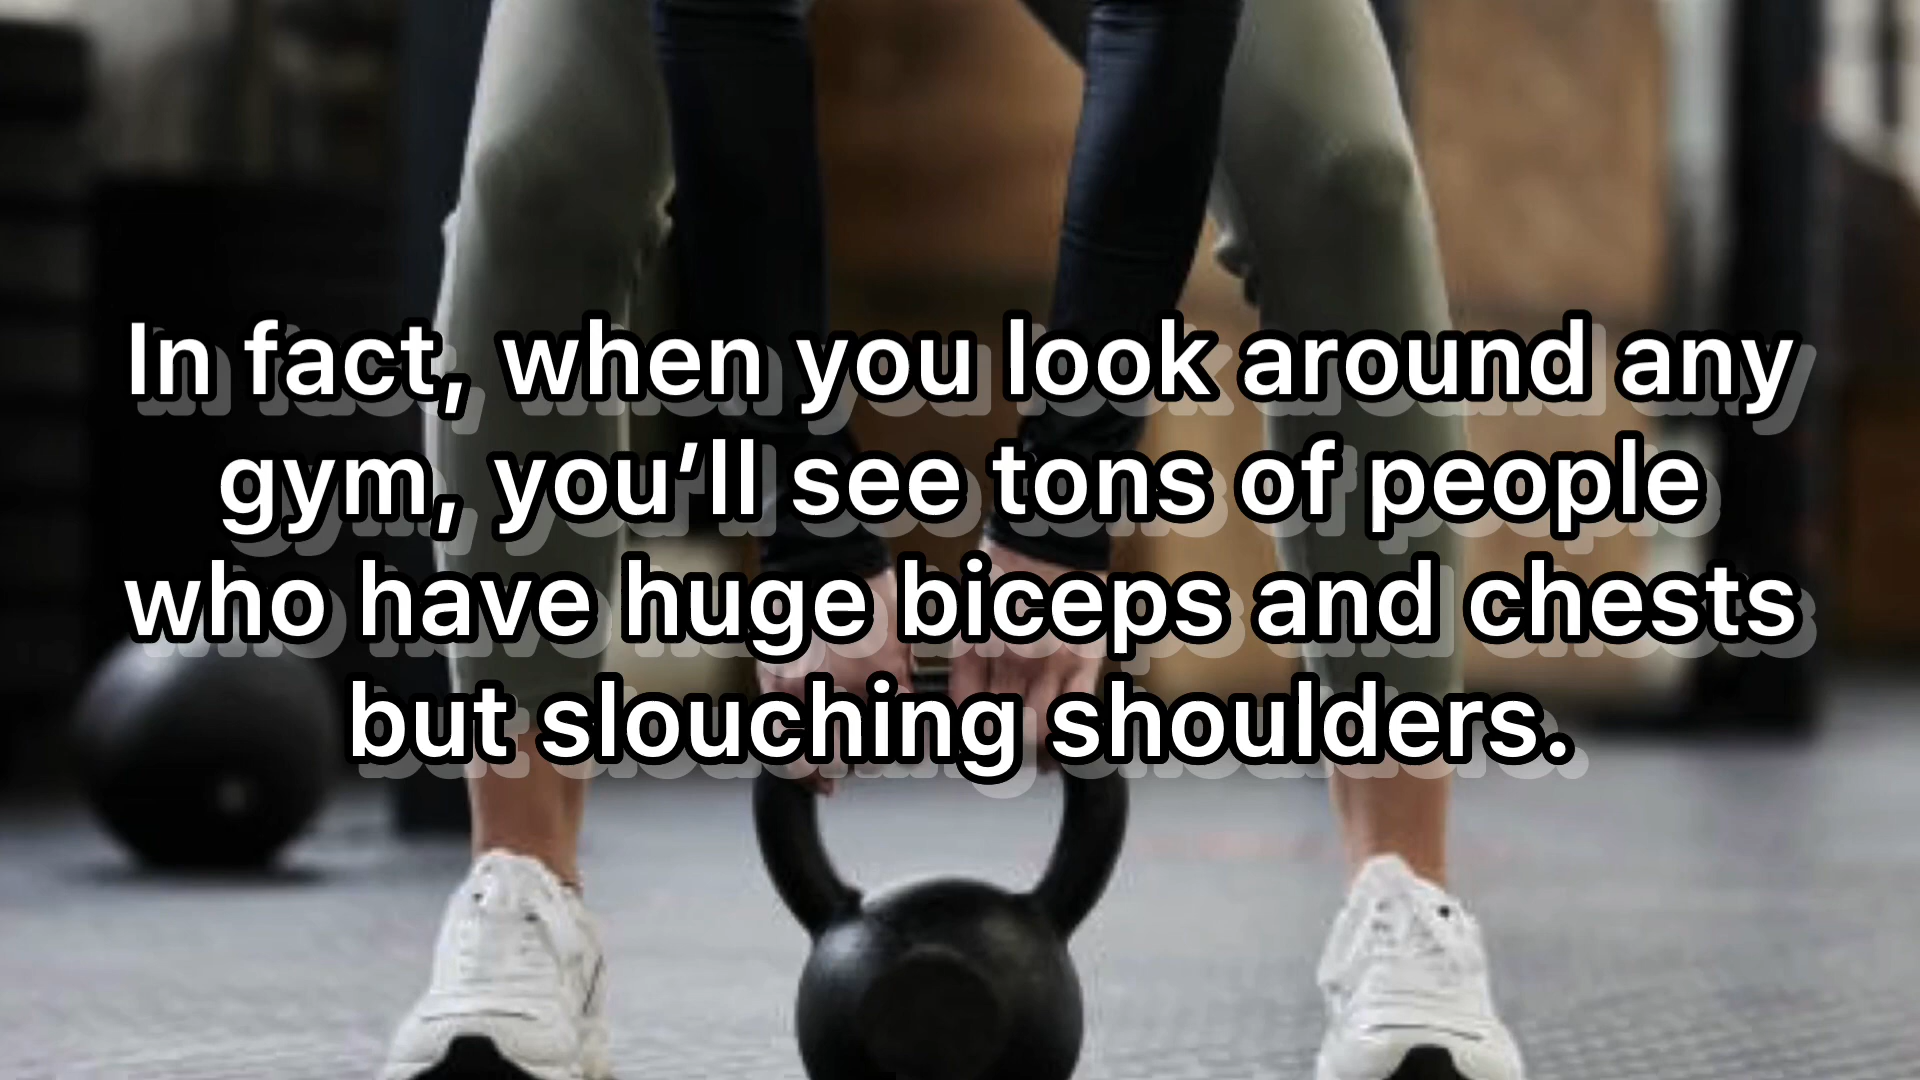 In fact, when you look around any
gym, you‘ll see tons of people
who have huge biceps and chests
but slouching shoulders.